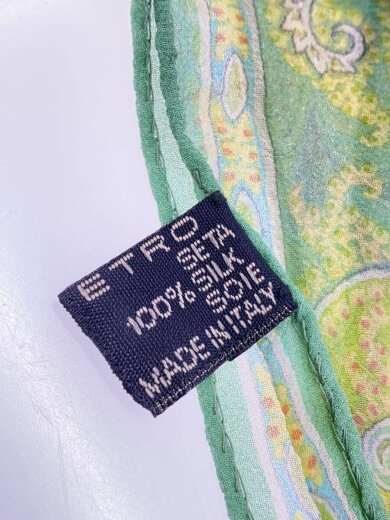 ETRO
SETA
100% SILK
SOIE
MADE IN ITALY